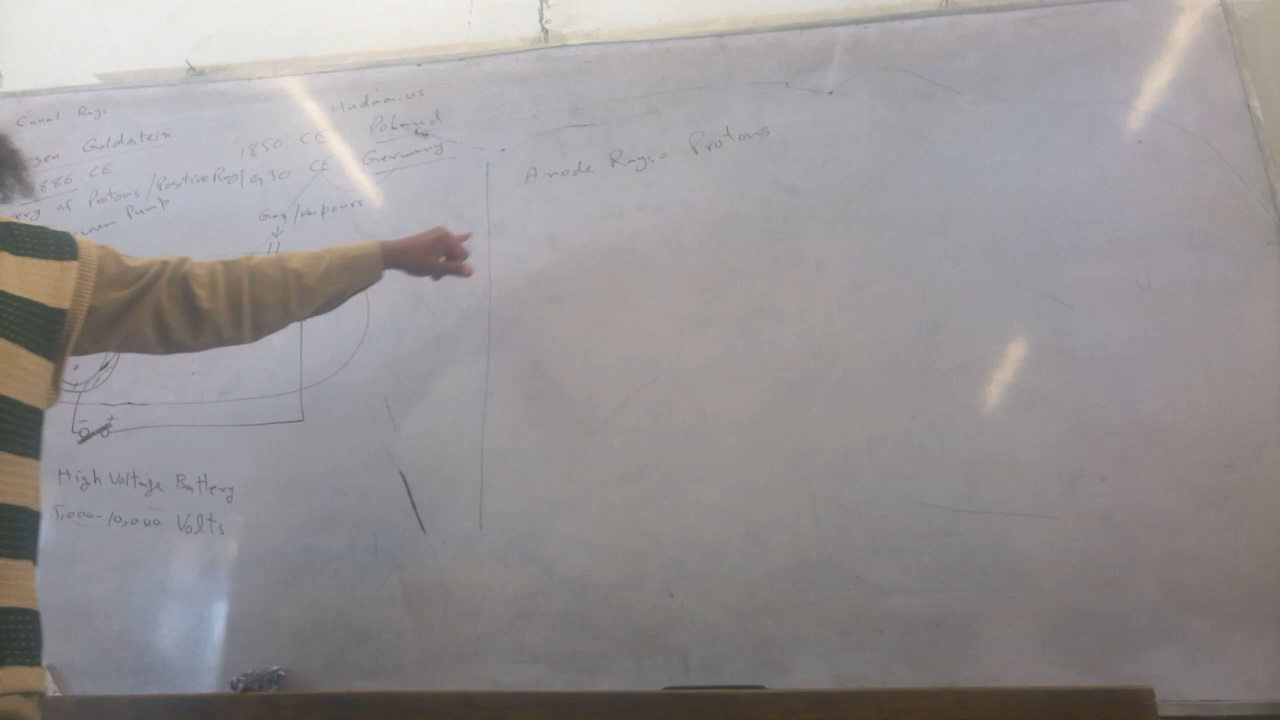 Canal Rays
Goldstein
886 CE
of Protons / Positive Rays
Pump
1850 CE Poland
1930 CE Germany
Gas / Vapours
- +
High Voltage Battery
5,000-10,000 Volts
Anode Rays = Protons